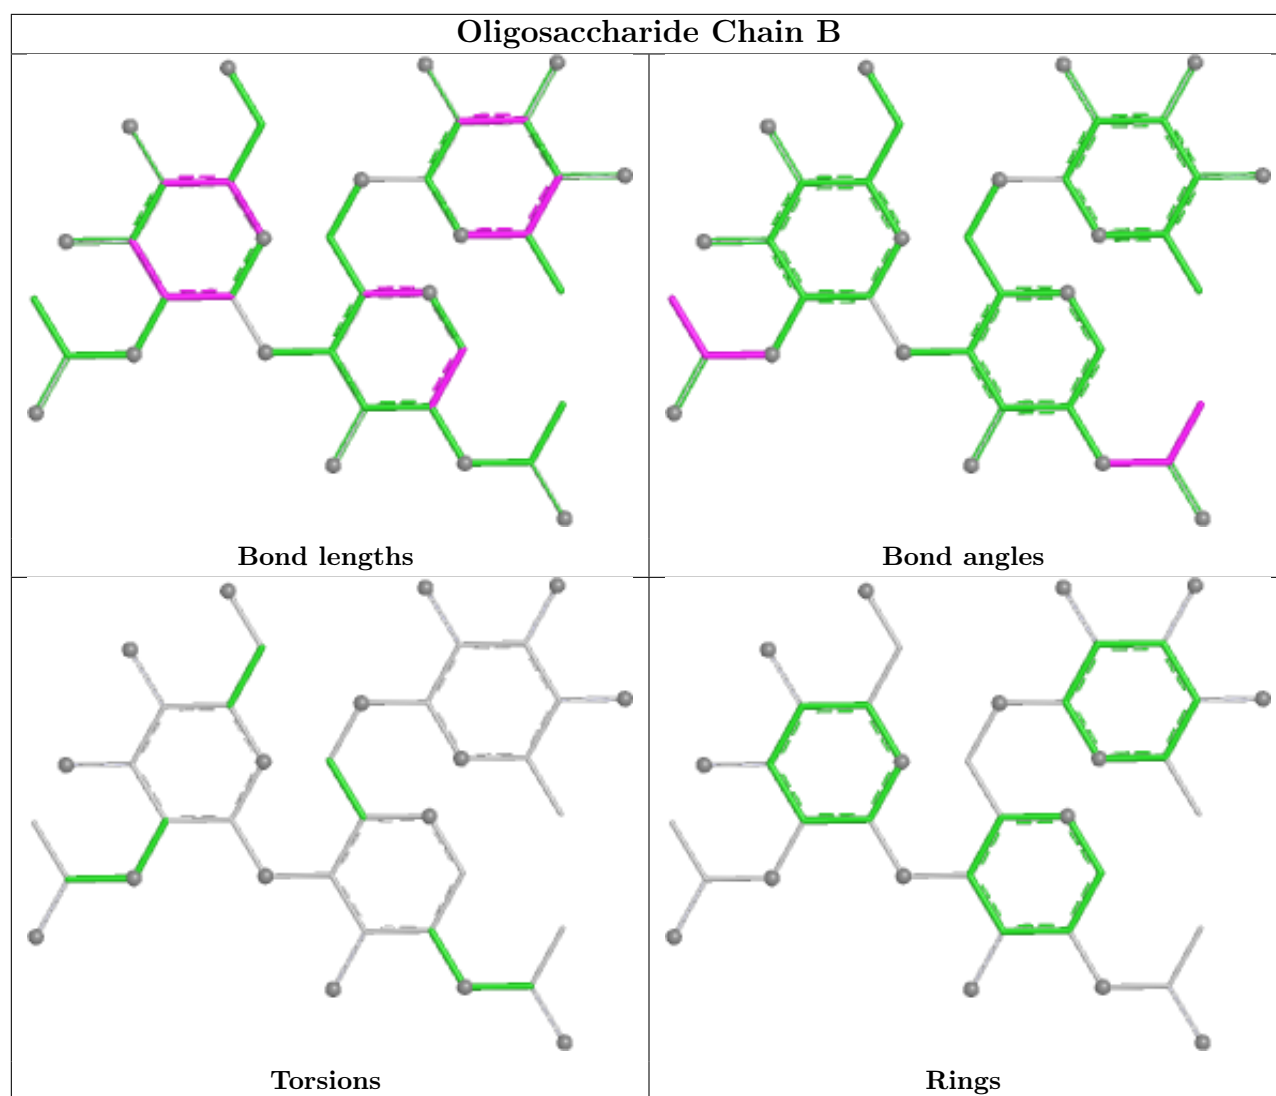 Oligosaccharide Chain B
Bond lengths
Bond angles
Torsions
Rings